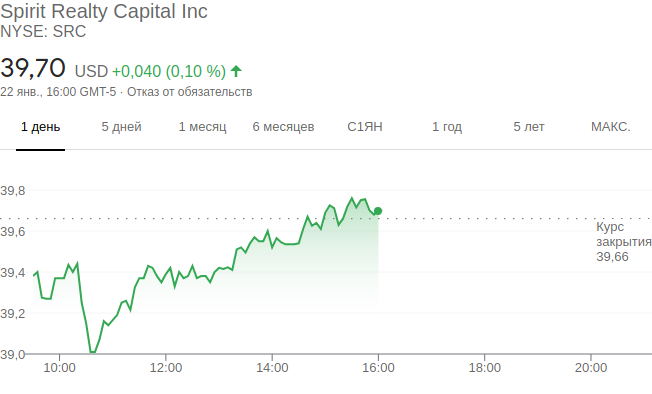 Spirit Realty Capital Inc
NYSE: SRC
39,70 USD +0,040 (0,10 %)
22 янв., 16:00 GMT-5 · Отказ от обязательств
1 день 5 дней 1 месяц 6 месяцев С1ЯН 1 год 5 лет МАКС.
39,8
39,6
Курс
закрытия
39,66
39,4
39,2
39,0
10:00 12:00 14:00 16:00 18:00 20:00